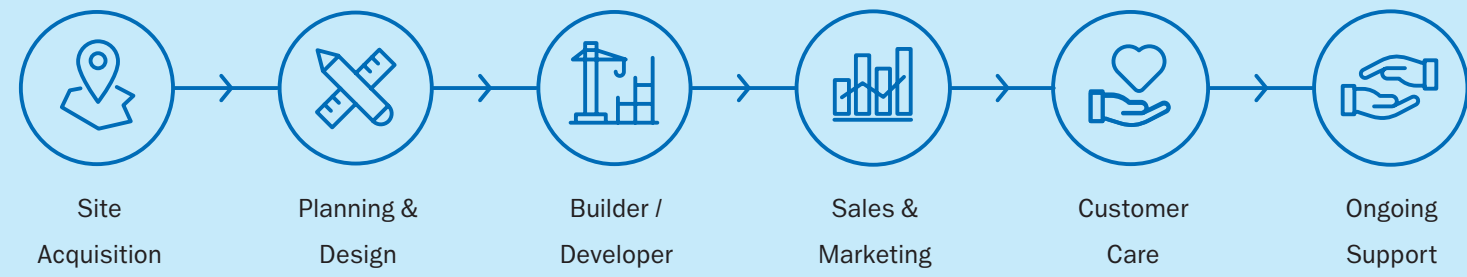 Site
Acquisition
Planning &
Design
Builder /
Developer
Sales &
Marketing
Customer
Care
Ongoing
Support